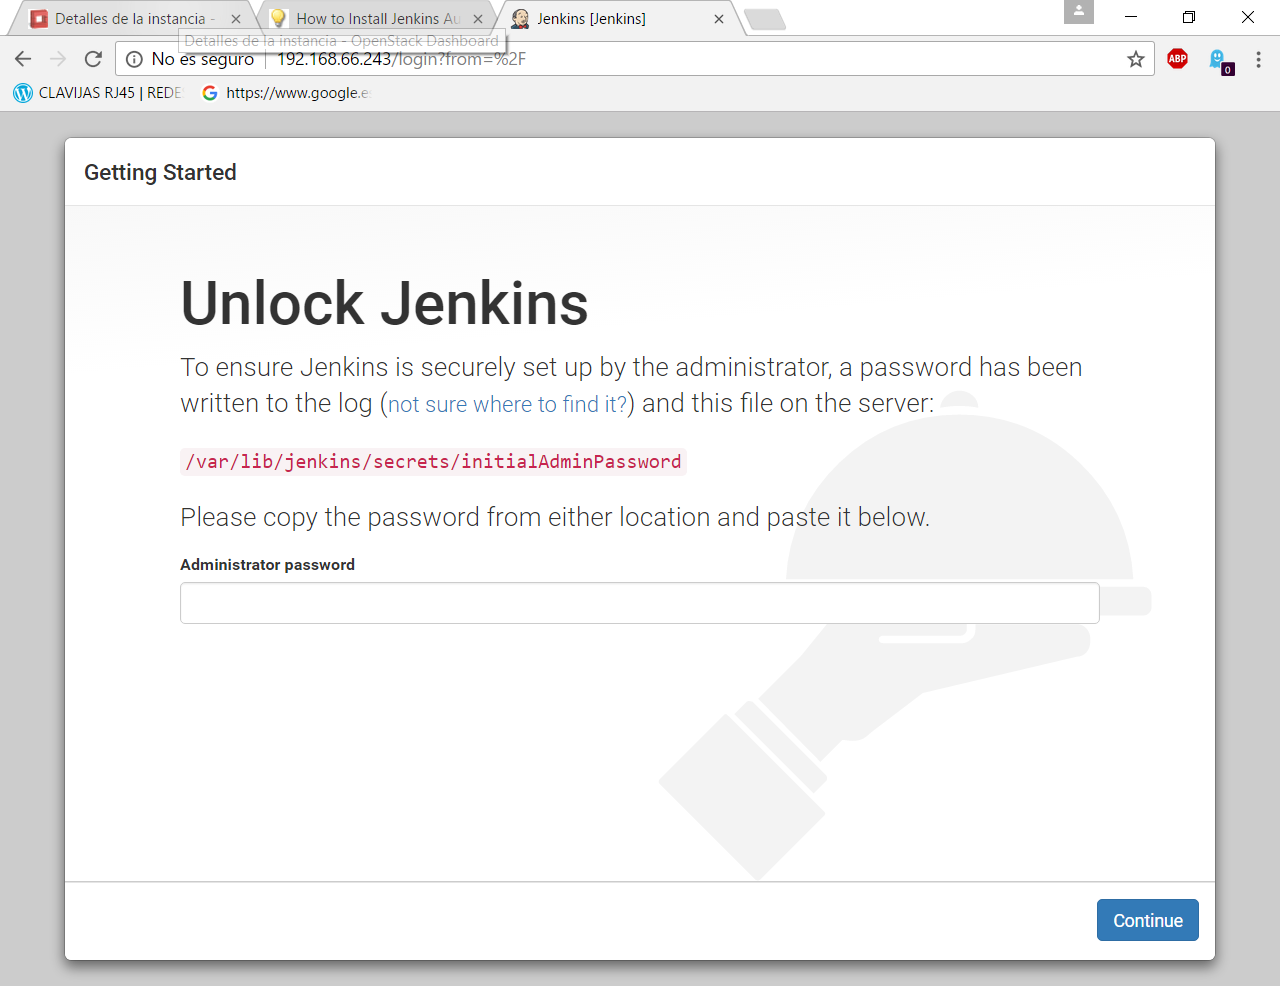 Detalles de la instancia -
How to Install Jenkins Au
Jenkins [Jenkins]
Detalles de la instancia - OpenStack Dashboard
No es seguro
192.168.66.243/login?from=%2F
ABP
0
CLAVIJAS RJ45 | REDE
https://www.google.es
Getting Started
Unlock Jenkins
To ensure Jenkins is securely set up by the administrator, a password has been
written to the log (not sure where to find it?) and this file on the server:
/var/lib/jenkins/secrets/initialAdminPassword
Please copy the password from either location and paste it below.
Administrator password
Continue